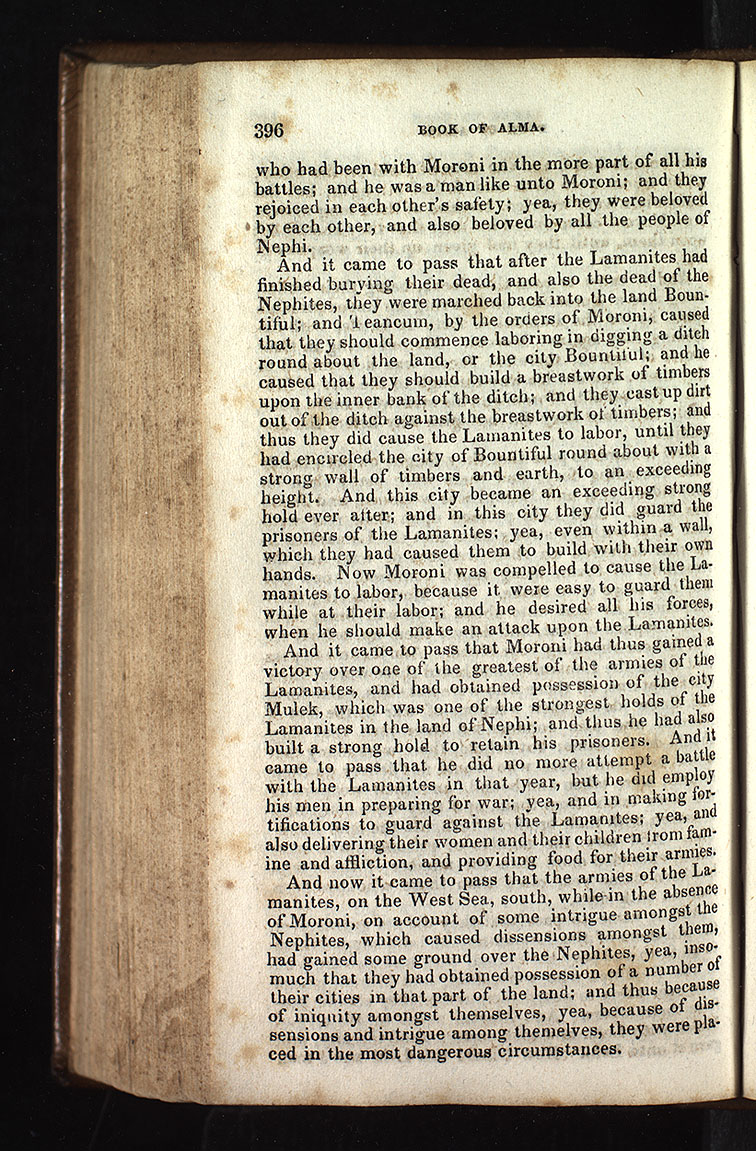 396 BOOK OF ALMA.
who had been with Moroni in the more part of all his
battles; and he was a man like unto Moroni; and they
rejoiced in each other's safety; yea, they were beloved
by each other, and also beloved by all the people of
Nephi.
And it came to pass that after the Lamanites had
finished burying their dead, and also the dead of the
Nephites, they were marched back into the land Boun-
tiful; and Teancum, by the orders of Moroni, caused
that they should commence laboring in digging a ditch
round about the land, or the city Bountiful; and he
caused that they should build a breastwork of timbers
upon the inner bank of the ditch; and they cast up dirt
out of the ditch against the breastwork of timbers; and
thus they did cause the Lamanites to labor, until they
had encircled the city of Bountiful round about with a
strong wall of timbers and earth, to an exceeding
height. And this city became an exceeding strong
hold ever after; and in this city they did guard the
prisoners of the Lamanites; yea, even within a wall,
which they had caused them to build with their own
hands. Now Moroni was compelled to cause the La-
manites to labor, because it were easy to guard them
while at their labor; and he desired all his forces,
when he should make an attack upon the Lamanites.
And it came to pass that Moroni had thus gained a
victory over one of the greatest of the armies of the
Lamanites, and had obtained possession of the city
Mulek, which was one of the strongest holds of the
Lamanites in the land of Nephi; and thus he had also
built a strong hold to retain his prisoners. And it
came to pass that he did no more attempt a battle
with the Lamanites in that year, but he did employ
his men in preparing for war; yea, and in making for-
tifications to guard against the Lamanites; yea, and
also delivering their women and their children from fam-
ine and affliction, and providing food for their armies.
And now it came to pass that the armies of the La-
manites, on the West Sea, south, while in the absence
of Moroni, on account of some intrigue amongst the
Nephites, which caused dissensions amongst them,
had gained some ground over the Nephites, yea, inso-
much that they had obtained possession of a number of
their cities in that part of the land; and thus because
of iniquity amongst themselves, yea, because of dis-
sensions and intrigue among themelves, they were pla-
ced in the most dangerous circumstances.